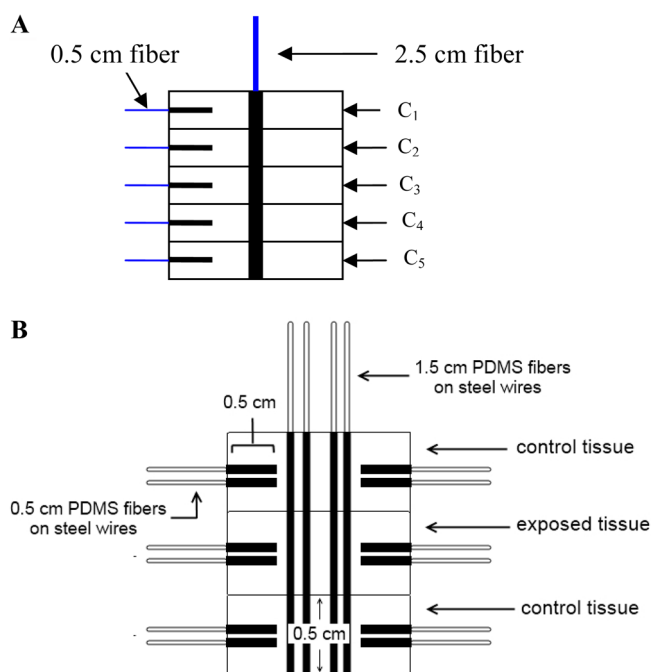 A
0.5 cm fiber
2.5 cm fiber
C1
C2
C3
C4
C5
B
1.5 cm PDMS fibers
on steel wires
0.5 cm
control tissue
0.5 cm PDMS fibers
on steel wires
exposed tissue
control tissue
0.5 cm